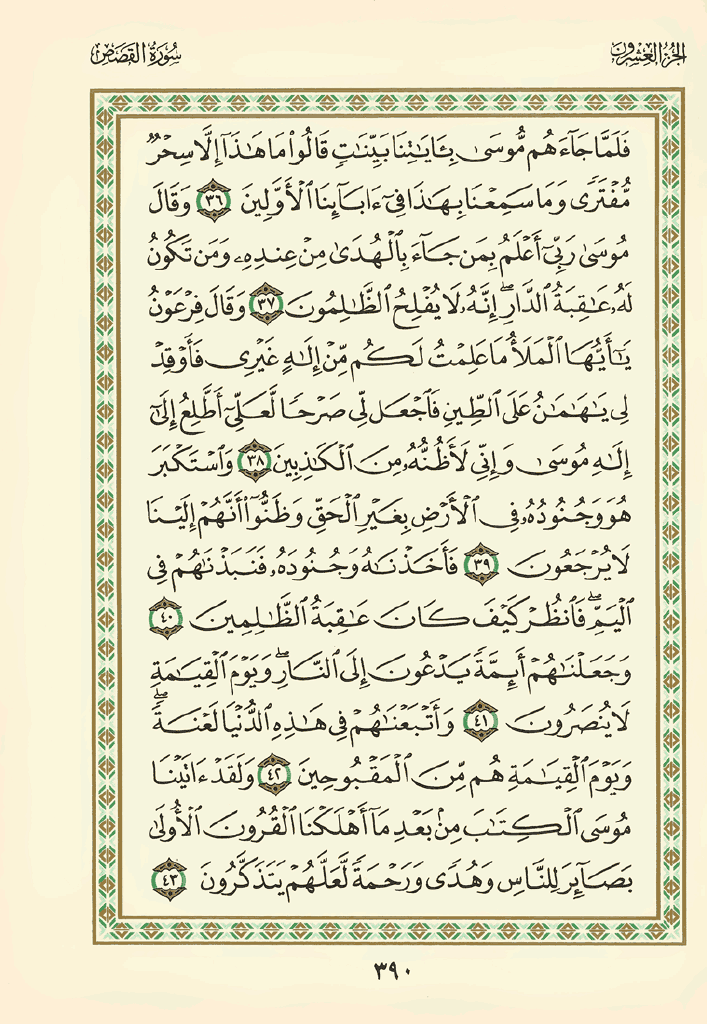 الجزء العشرون
سورة القصص
فَلَمَّا جَآءَهُم مُّوسَىٰ بِـَٔايَٰتِنَا بَيِّنَٰتٖ قَالُواْ مَا هَٰذَآ إِلَّا سِحۡرٞ
مُّفۡتَرٗى وَمَا سَمِعۡنَا بِهَٰذَا فِيٓ ءَابَآئِنَا ٱلۡأَوَّلِينَ ٣٦ وَقَالَ
مُوسَىٰ رَبِّيٓ أَعۡلَمُ بِمَن جَآءَ بِٱلۡهُدَىٰ مِنۡ عِندِهِۦ وَمَن تَكُونُ
لَهُۥ عَٰقِبَةُ ٱلدَّارِۚ إِنَّهُۥ لَا يُفۡلِحُ ٱلظَّٰلِمُونَ ٣٧ وَقَالَ فِرۡعَوۡنُ
يَٰٓأَيُّهَا ٱلۡمَلَأُ مَا عَلِمۡتُ لَكُم مِّنۡ إِلَٰهٍ غَيۡرِي فَأَوۡقِدۡ
لِي يَٰهَٰمَٰنُ عَلَى ٱلطِّينِ فَٱجۡعَل لِّي صَرۡحٗا لَّعَلِّيٓ أَطَّلِعُ إِلَىٰٓ
إِلَٰهِ مُوسَىٰ وَإِنِّي لَأَظُنُّهُۥ مِنَ ٱلۡكَٰذِبِينَ ٣٨ وَٱسۡتَكۡبَرَ
هُوَ وَجُنُودُهُۥ فِي ٱلۡأَرۡضِ بِغَيۡرِ ٱلۡحَقِّ وَظَنُّوٓاْ أَنَّهُمۡ إِلَيۡنَا
لَا يُرۡجَعُونَ ٣٩ فَأَخَذۡنَٰهُ وَجُنُودَهُۥ فَنَبَذۡنَٰهُمۡ فِي
ٱلۡيَمِّۖ فَٱنظُرۡ كَيۡفَ كَانَ عَٰقِبَةُ ٱلظَّٰلِمِينَ ٤٠
وَجَعَلۡنَٰهُمۡ أَئِمَّةٗ يَدۡعُونَ إِلَى ٱلنَّارِۖ وَيَوۡمَ ٱلۡقِيَٰمَةِ
لَا يُنصَرُونَ ٤١ وَأَتۡبَعۡنَٰهُمۡ فِي هَٰذِهِ ٱلدُّنۡيَا لَعۡنَةٗۖ
وَيَوۡمَ ٱلۡقِيَٰمَةِ هُم مِّنَ ٱلۡمَقۡبُوحِينَ ٤٢ وَلَقَدۡ ءَاتَيۡنَا
مُوسَى ٱلۡكِتَٰبَ مِنۢ بَعۡدِ مَآ أَهۡلَكۡنَا ٱلۡقُرُونَ ٱلۡأُولَىٰ
بَصَآئِرَ لِلنَّاسِ وَهُدٗى وَرَحۡمَةٗ لَّعَلَّهُمۡ يَتَذَكَّرُونَ ٤٣
٣٩٠